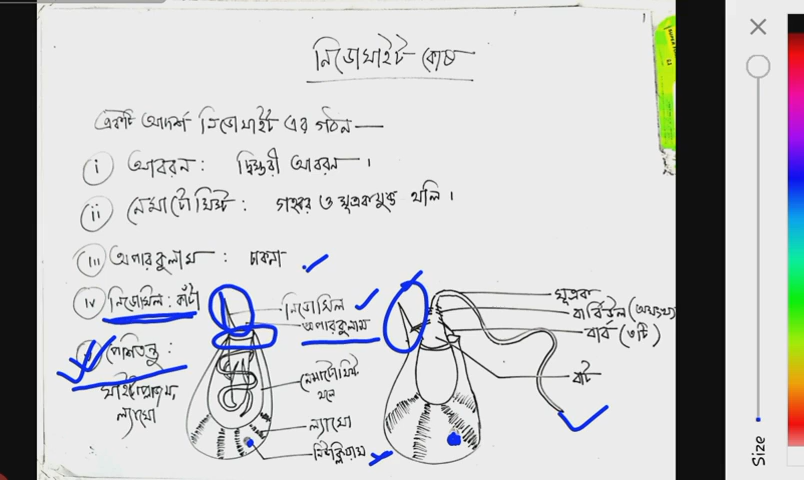 নিডোসাইট কোষ
একটি আদর্শ নিডোসাইট এর গঠন —
i আবরন : দ্বিস্তরী আবরন ।
ii নেমাটোসিস্ট : গহ্বর ও সূত্রকযুক্ত থলি ।
iii অপারকুলাম : ঢাকনা
iv নিডোসিল : কাঁটা
পেশিতন্তু :
সাইটোপ্লাজম,
ল্যাসো
নিডোসিল
অপারকুলাম
নেমাটোসিস্ট
থলে
ল্যাসো
নিউক্লিয়াস
সূত্রক
বার্বিউল (অসংখ্য)
বার্ব (৩টি)
বাট
Size